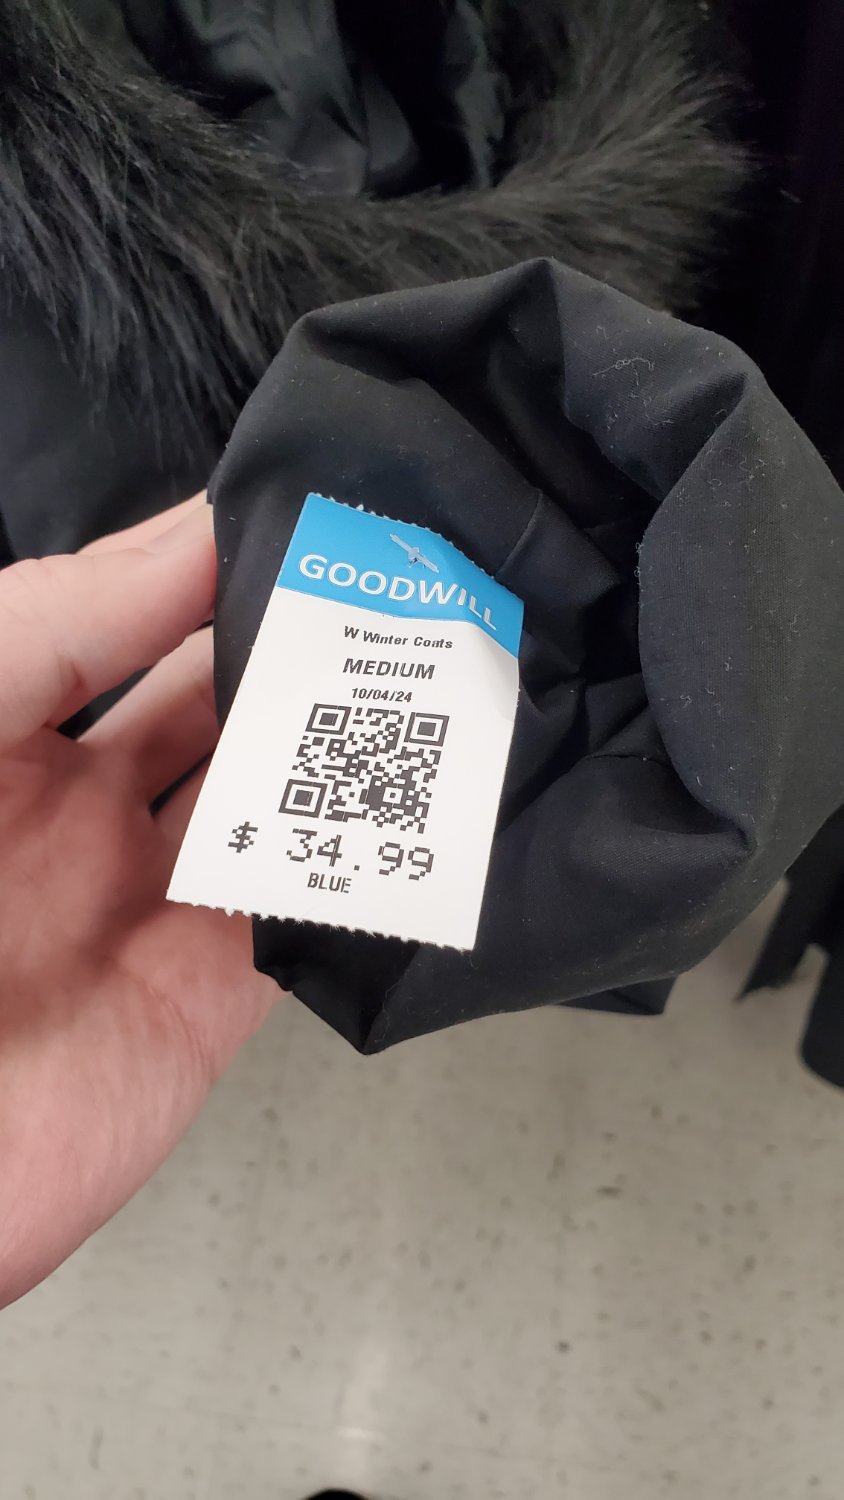 GOODWILL
W Winter Coats
MEDIUM
10/04/24
$ 34.99
BLUE